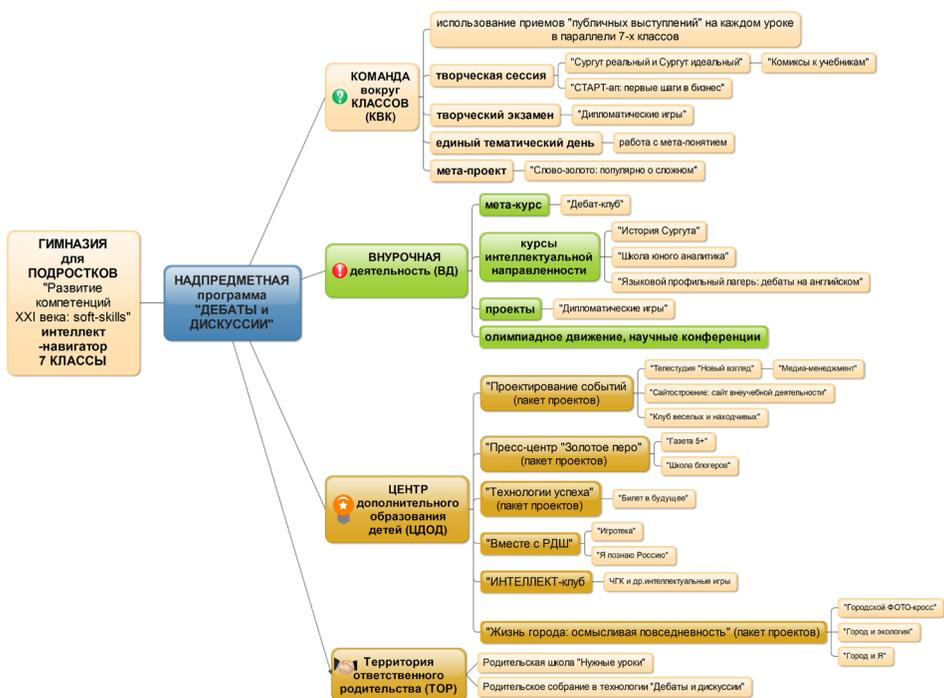 ГИМНАЗИЯ
для
ПОДРОСТКОВ
"Развитие
компетенций
XXI века: soft-skills"
интеллект
-навигатор
7 КЛАССЫ
НАДПРЕДМЕТНАЯ
программа
"ДЕБАТЫ и
ДИСКУССИИ"
КОМАНДА
вокруг
КЛАССОВ
(КВК)
использование приемов "публичных выступлений" на каждом уроке
в параллели 7-х классов
творческая сессия
"Сургут реальный и Сургут идеальный"
"Комиксы к учебникам"
"СТАРТ-ап: первые шаги в бизнес"
творческий экзамен
"Дипломатические игры"
единый тематический день
работа с мета-понятием
мета-проект
"Слово-золото: популярно о сложном"
ВНУРОЧНАЯ
деятельность (ВД)
мета-курс
"Дебат-клуб"
курсы
интеллектуальной
направленности
"История Сургута"
"Школа юного аналитика"
"Языковой профильный лагерь: дебаты на английском"
проекты
"Дипломатические игры"
олимпиадное движение, научные конференции
ЦЕНТР
дополнительного
образования
детей (ЦДОД)
"Проектирование событий
(пакет проектов)
"Телестудия "Новый взгляд"
"Медиа-менеджмент"
"Сайтостроение: сайт внеучебной деятельности"
"Клуб веселых и находчивых"
"Пресс-центр "Золотое перо"
(пакет проектов)
"Газета 5+"
"Школа блогеров"
"Технологии успеха"
(пакет проектов)
"Билет в будущее"
"Вместе с РДШ"
"Игротека"
"Я познаю Россию"
"ИНТЕЛЛЕКТ-клуб
ЧГК и др.интеллектуальные игры
"Жизнь города: осмысливая повседневность" (пакет проектов)
"Городской ФОТО-кросс"
"Город и экология"
"Город и Я"
Территория
ответственного
родительства (ТОР)
Родительская школа "Нужные уроки"
Родительское собрание в технологии "Дебаты и дискуссии"